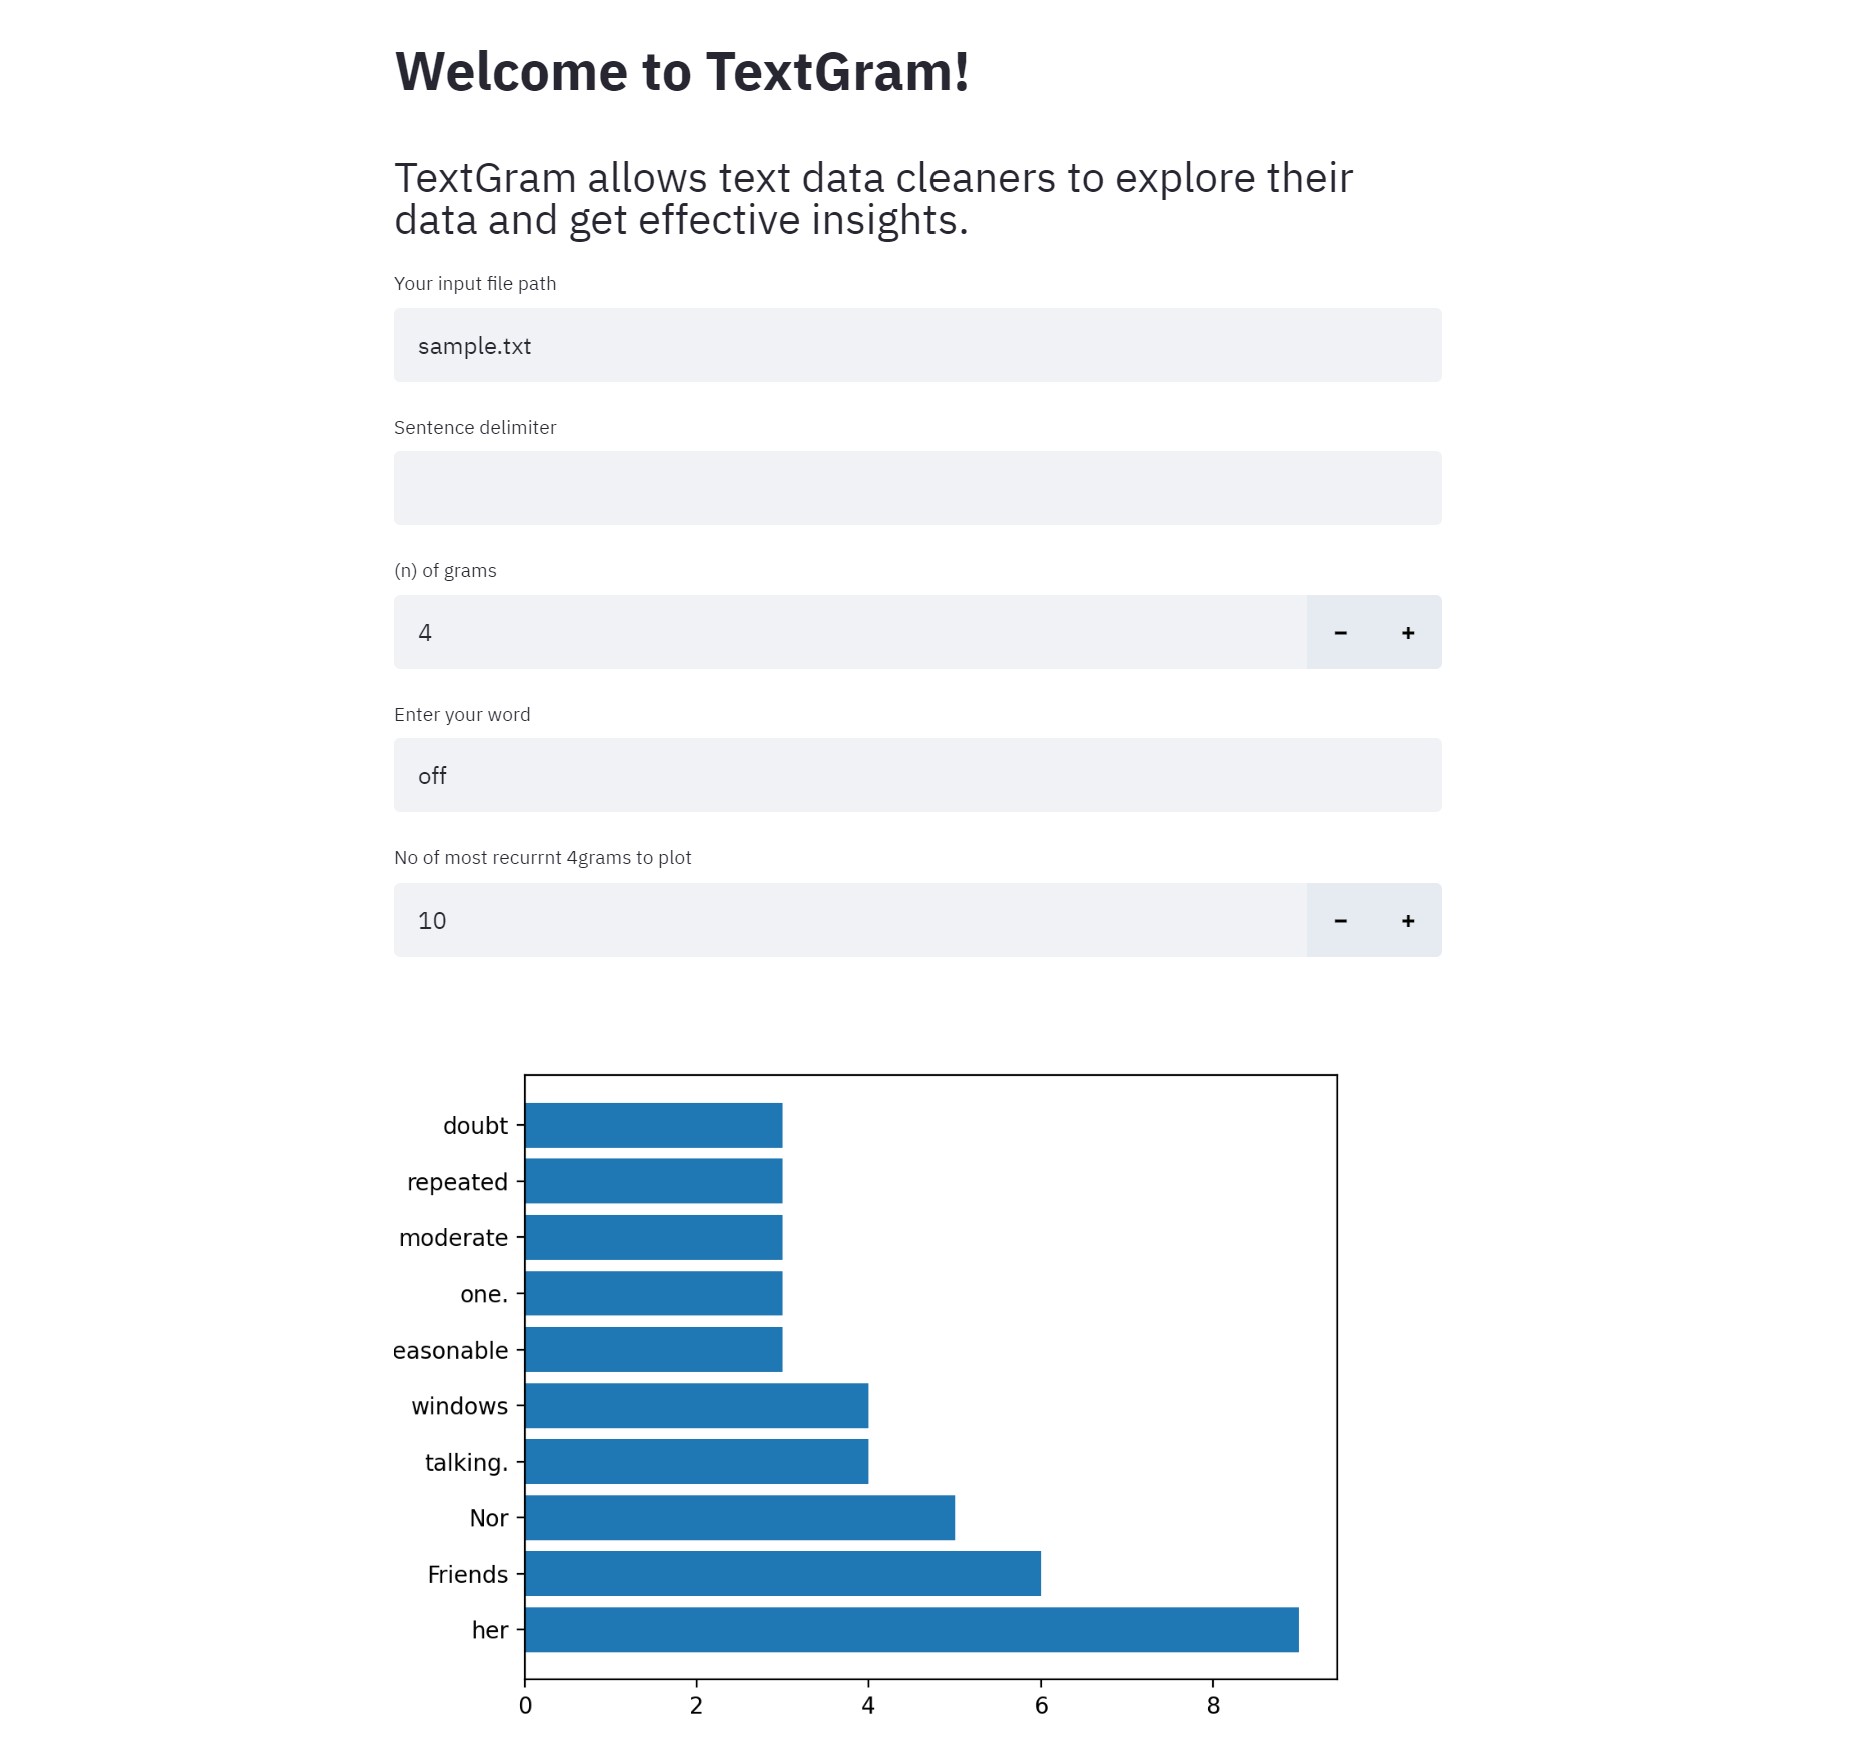 Welcome to TextGram!
TextGram allows text data cleaners to explore their
data and get effective insights.
Your input file path
sample.txt
Sentence delimiter
(n) of grams
4
Enter your word
off
No of most recurrnt 4grams to plot
10
doubt
repeated
moderate
one.
easonable
windows
talking.
Nor
Friends
her
0 2 4 6 8